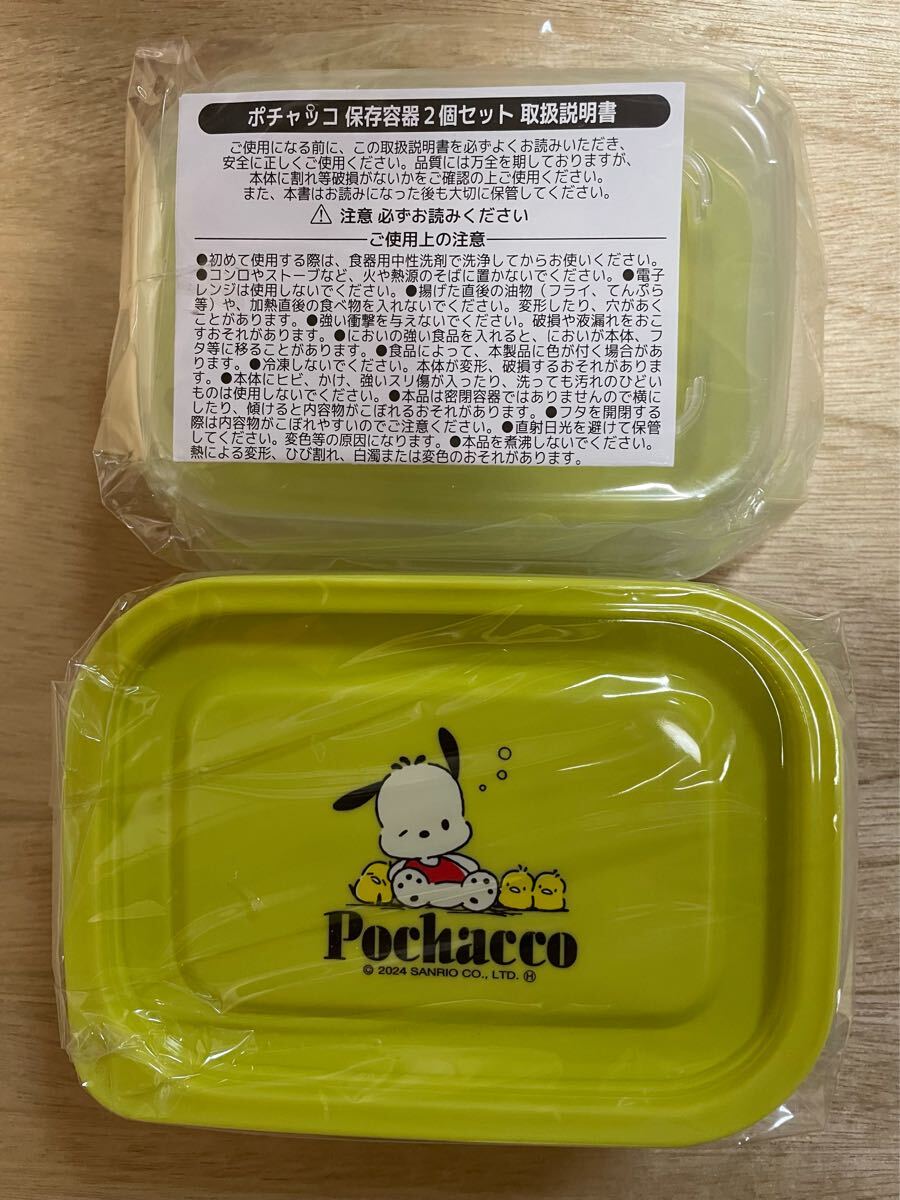 ポチャッコ 保存容器2個セット 取扱説明書
ご使用になる前に、この取扱説明書を必ずよくお読みいただき、
安全に正しくご使用ください。品質には万全を期しておりますが、
本体に割れ等破損がないかをご確認の上ご使用ください。
また、本書はお読みになった後も大切に保管してください。
⚠ 注意 必ずお読みください
ご使用上の注意
●初めて使用する際は、食器用中性洗剤で洗浄してからお使いください。
●コンロやストーブなど、火や熱源のそばに置かないでください。●電子
レンジは使用しないでください。●揚げた直後の油物（フライ、てんぷら
等）や、加熱直後の食べ物を入れないでください。変形したり、穴があく
ことがあります。●強い衝撃を与えないでください。破損や液漏れをおこ
すおそれがあります。●においの強い食品を入れると、においが本体、フ
タ等に移ることがあります。●食品によって、本製品に色が付く場合があ
ります。●冷凍しないでください。本体が変形、破損するおそれがありま
す。●本体にヒビ、かけ、強いスリ傷が入ったり、洗っても汚れのひどい
ものは使用しないでください。●本品は密閉容器ではありませんので横に
したり、傾けると内容物がこぼれるおそれがあります。●フタを開閉する
際は内容物がこぼれやすいのでご注意ください。●直射日光を避けて保管
してください。変色等の原因になります。●本品を煮沸しないでください。
熱による変形、ひび割れ、白濁または変色のおそれがあります。
Pochacco
© 2024 SANRIO CO., LTD. Ⓗ